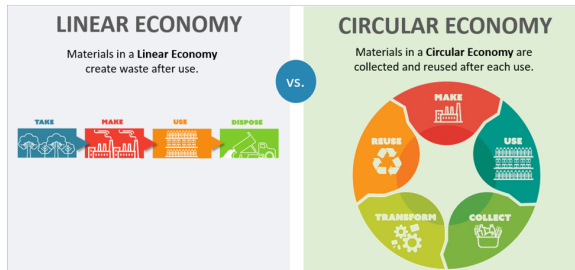 LINEAR ECONOMY
Materials in a Linear Economy
create waste after use.
TAKE
MAKE
USE
DISPOSE
vs.
CIRCULAR ECONOMY
Materials in a Circular Economy are
collected and reused after each use.
MAKE
USE
COLLECT
TRANSFORM
REUSE